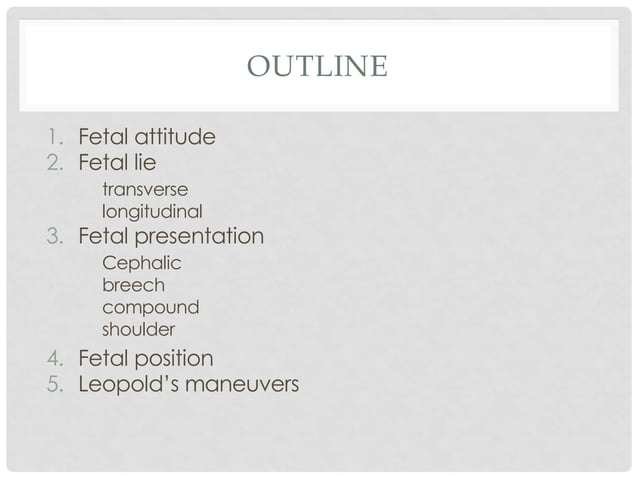 OUTLINE
1. Fetal attitude
2. Fetal lie
transverse
longitudinal
3. Fetal presentation
Cephalic
breech
compound
shoulder
4. Fetal position
5. Leopold’s maneuvers